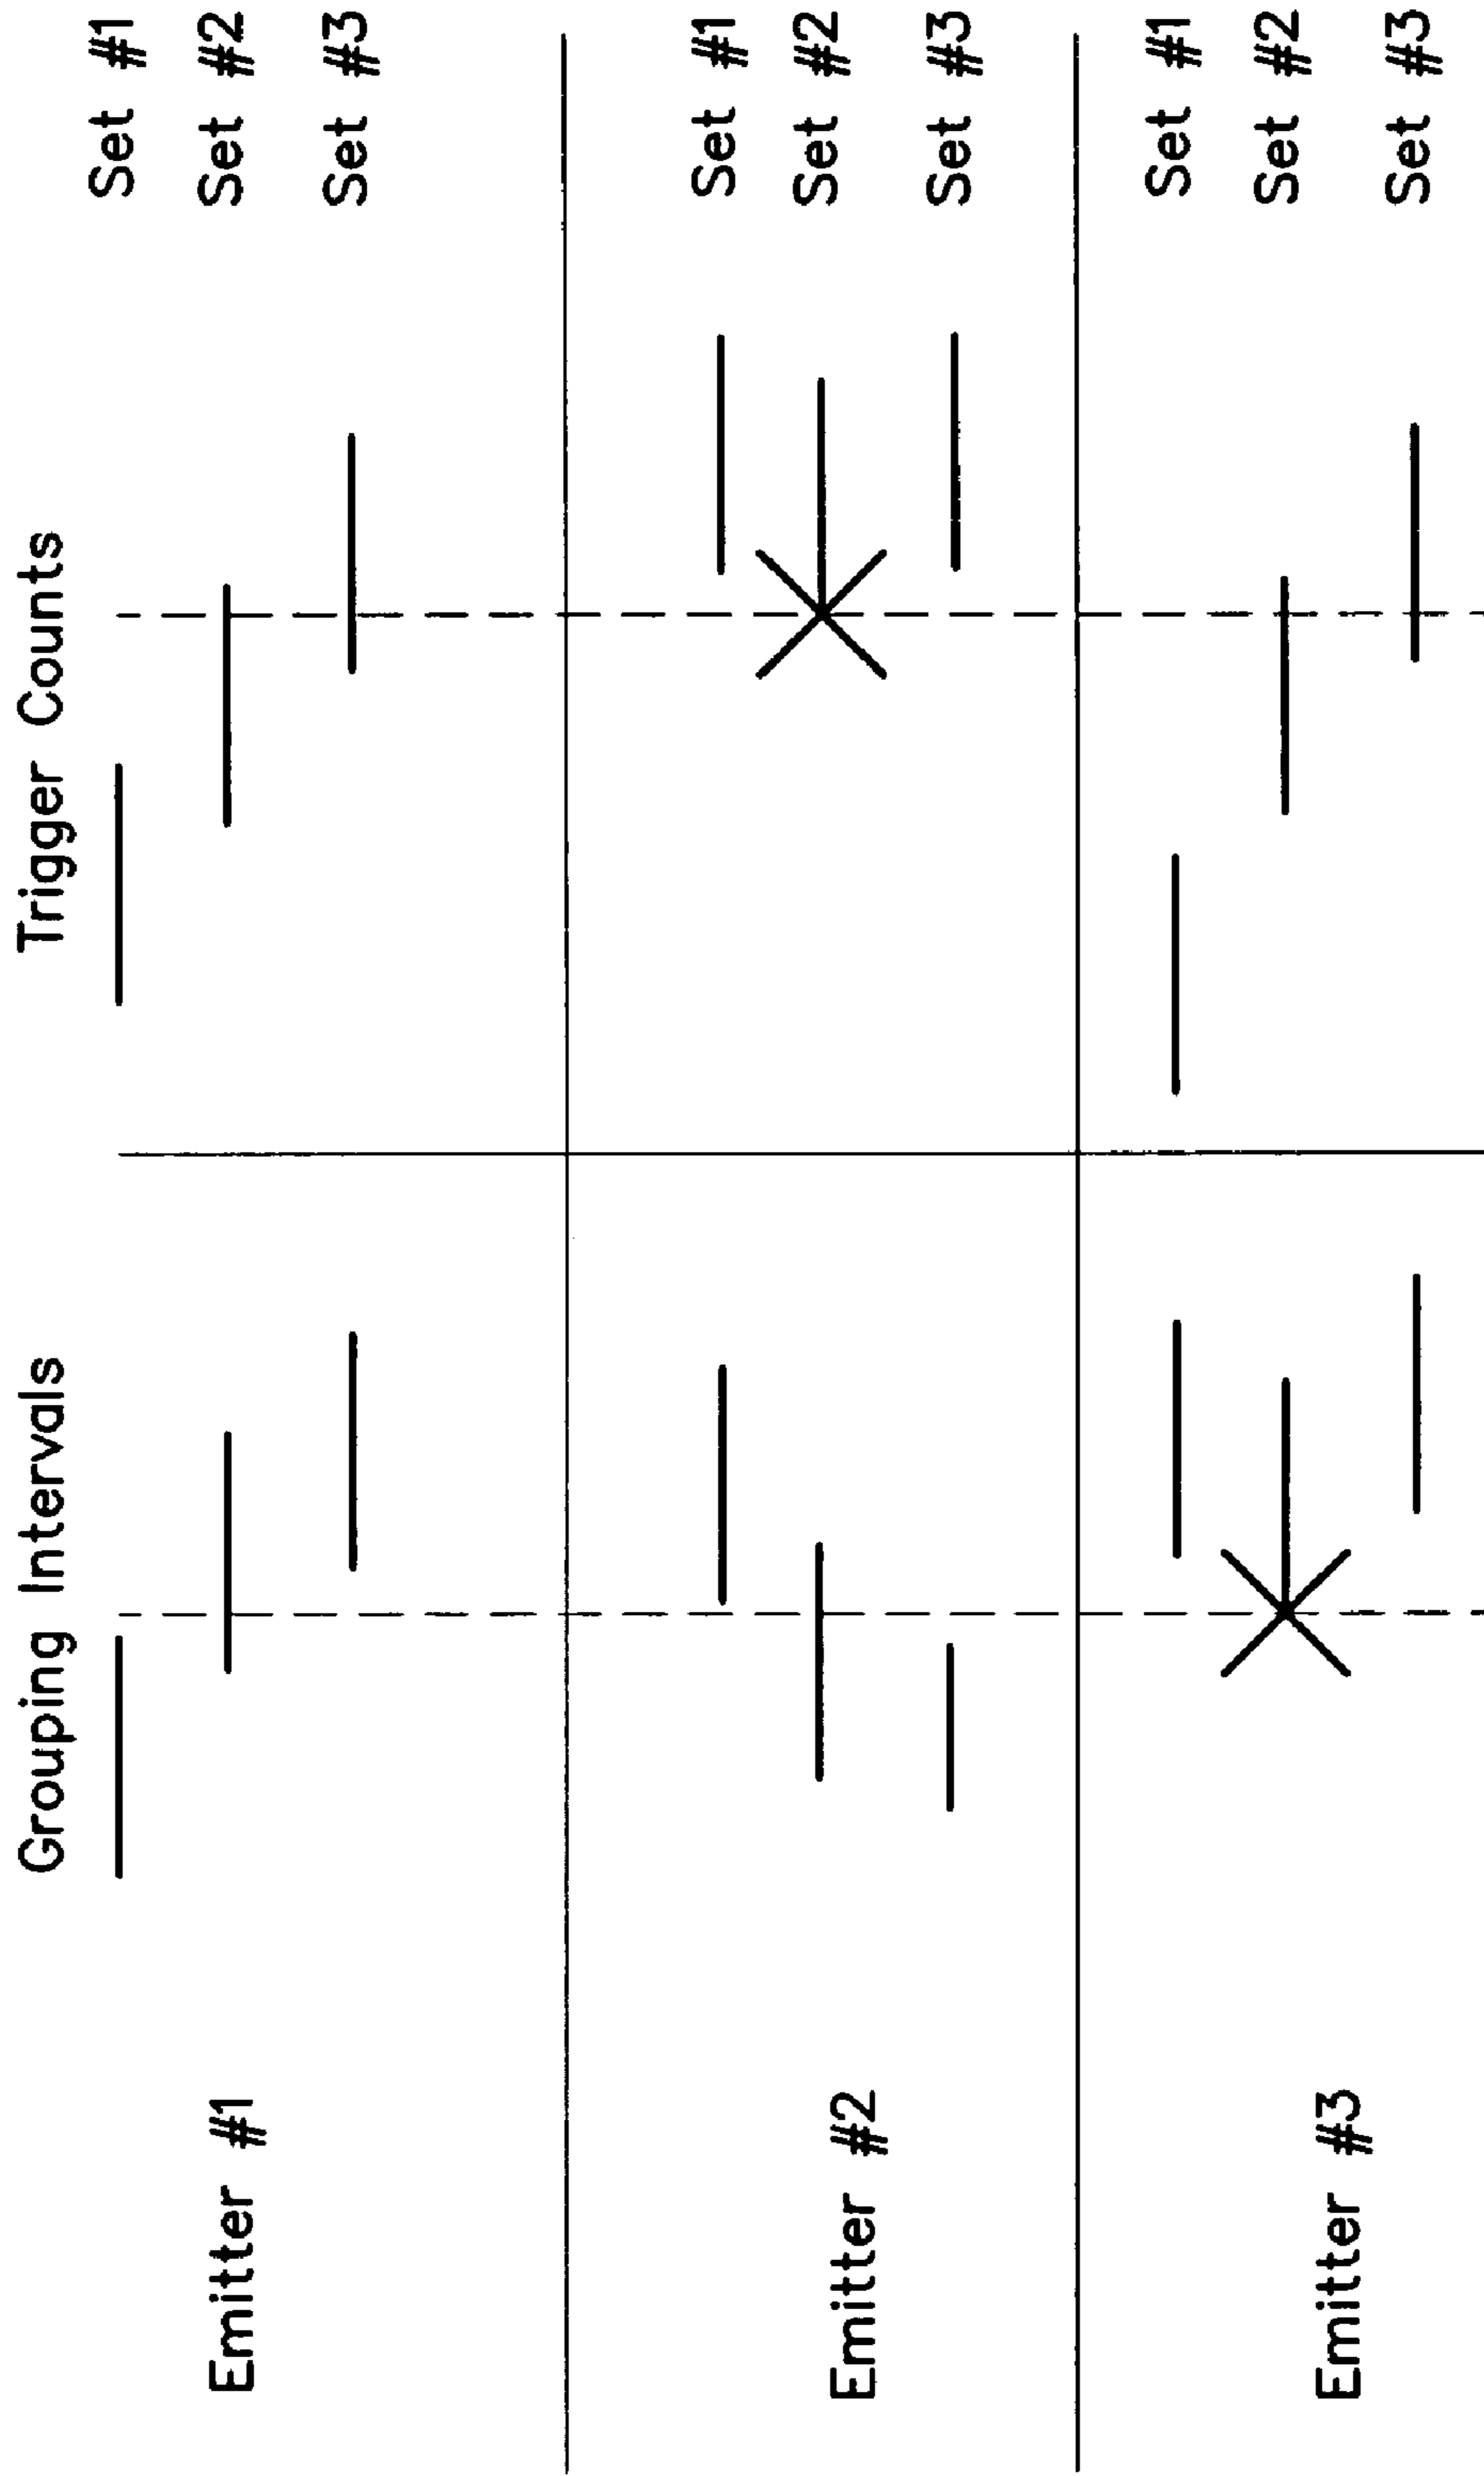 Grouping Intervals
Trigger Counts
Emitter #1
Set #1
Set #2
Set #3
Emitter #2
Set #1
Set #2
Set #3
Emitter #3
Set #1
Set #2
Set #3